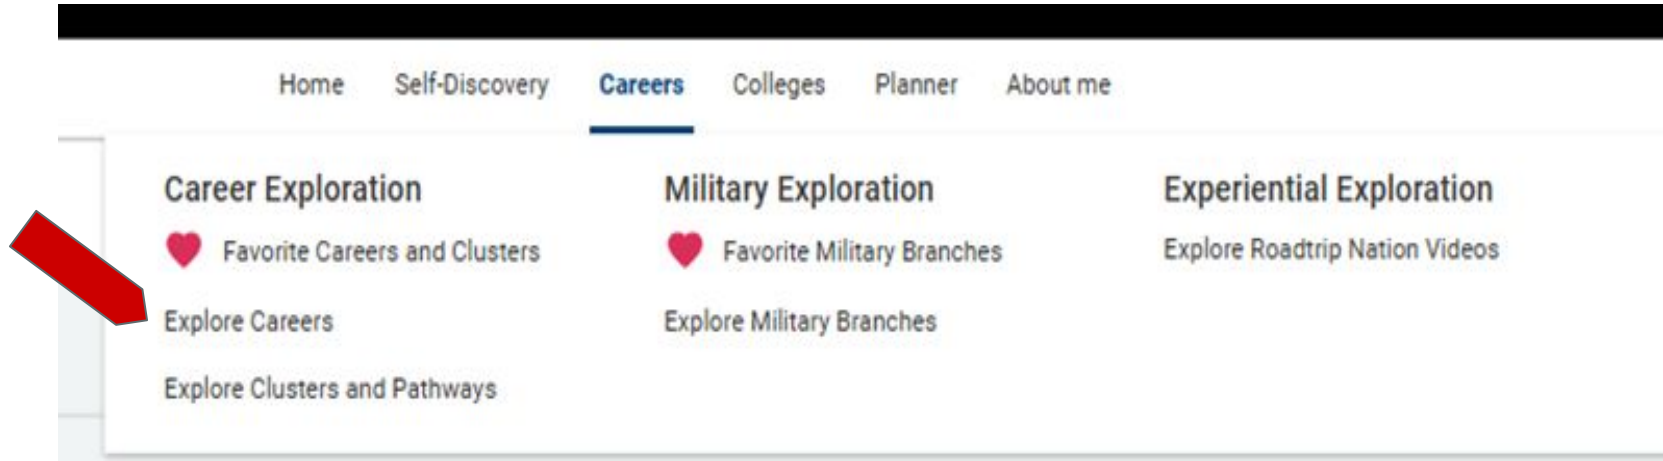 Home Self-Discovery Careers Colleges Planner About me
Career Exploration
Favorite Careers and Clusters
Explore Careers
Explore Clusters and Pathways
Military Exploration
Favorite Military Branches
Explore Military Branches
Experiential Exploration
Explore Roadtrip Nation Videos